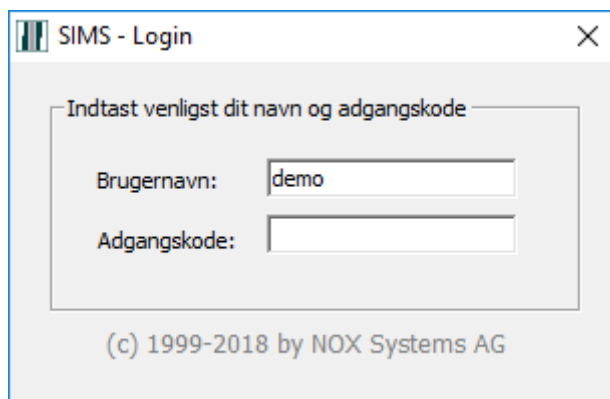 SIMS - Login
Indtast venligst dit navn og adgangskode
Brugernavn: demo
Adgangskode:
(c) 1999-2018 by NOX Systems AG